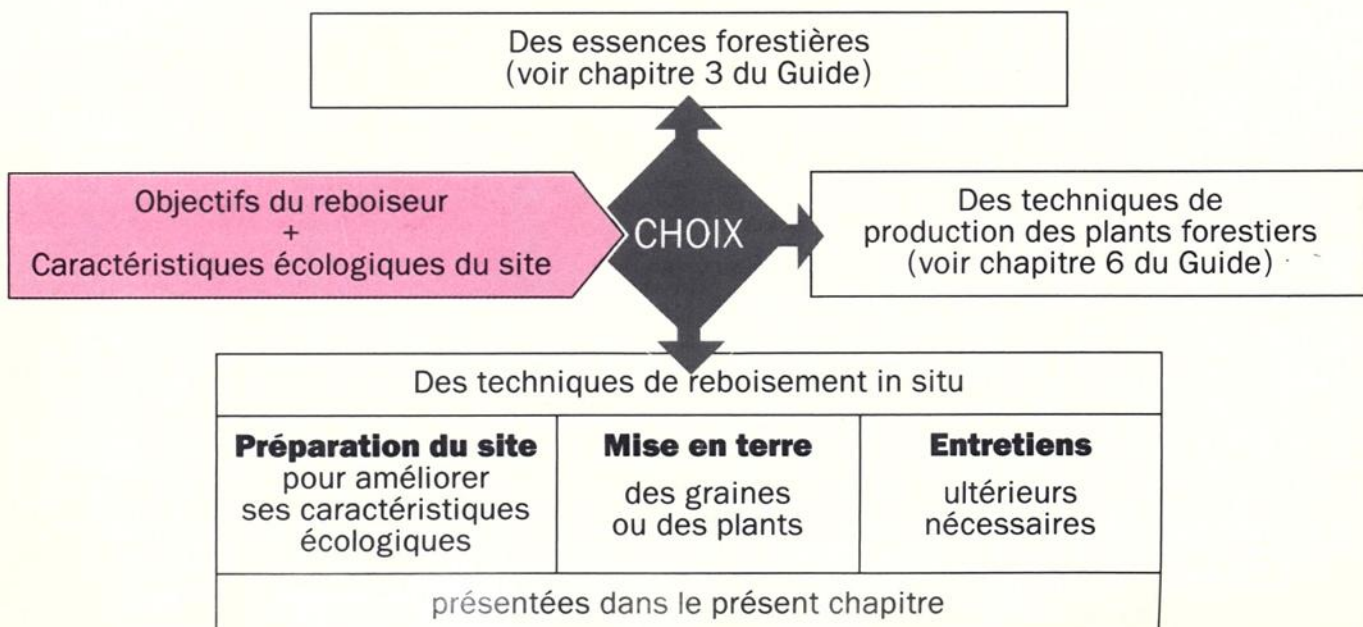 Des essences forestières
(voir chapitre 3 du Guide)
Objectifs du reboiseur
+
Caractéristiques écologiques du site
CHOIX
Des techniques de
production des plants forestiers
(voir chapitre 6 du Guide)
Des techniques de reboisement in situ
Préparation du site
pour améliorer
ses caractéristiques
écologiques
Mise en terre
des graines
ou des plants
Entretiens
ultérieurs
nécessaires
présentées dans le présent chapitre